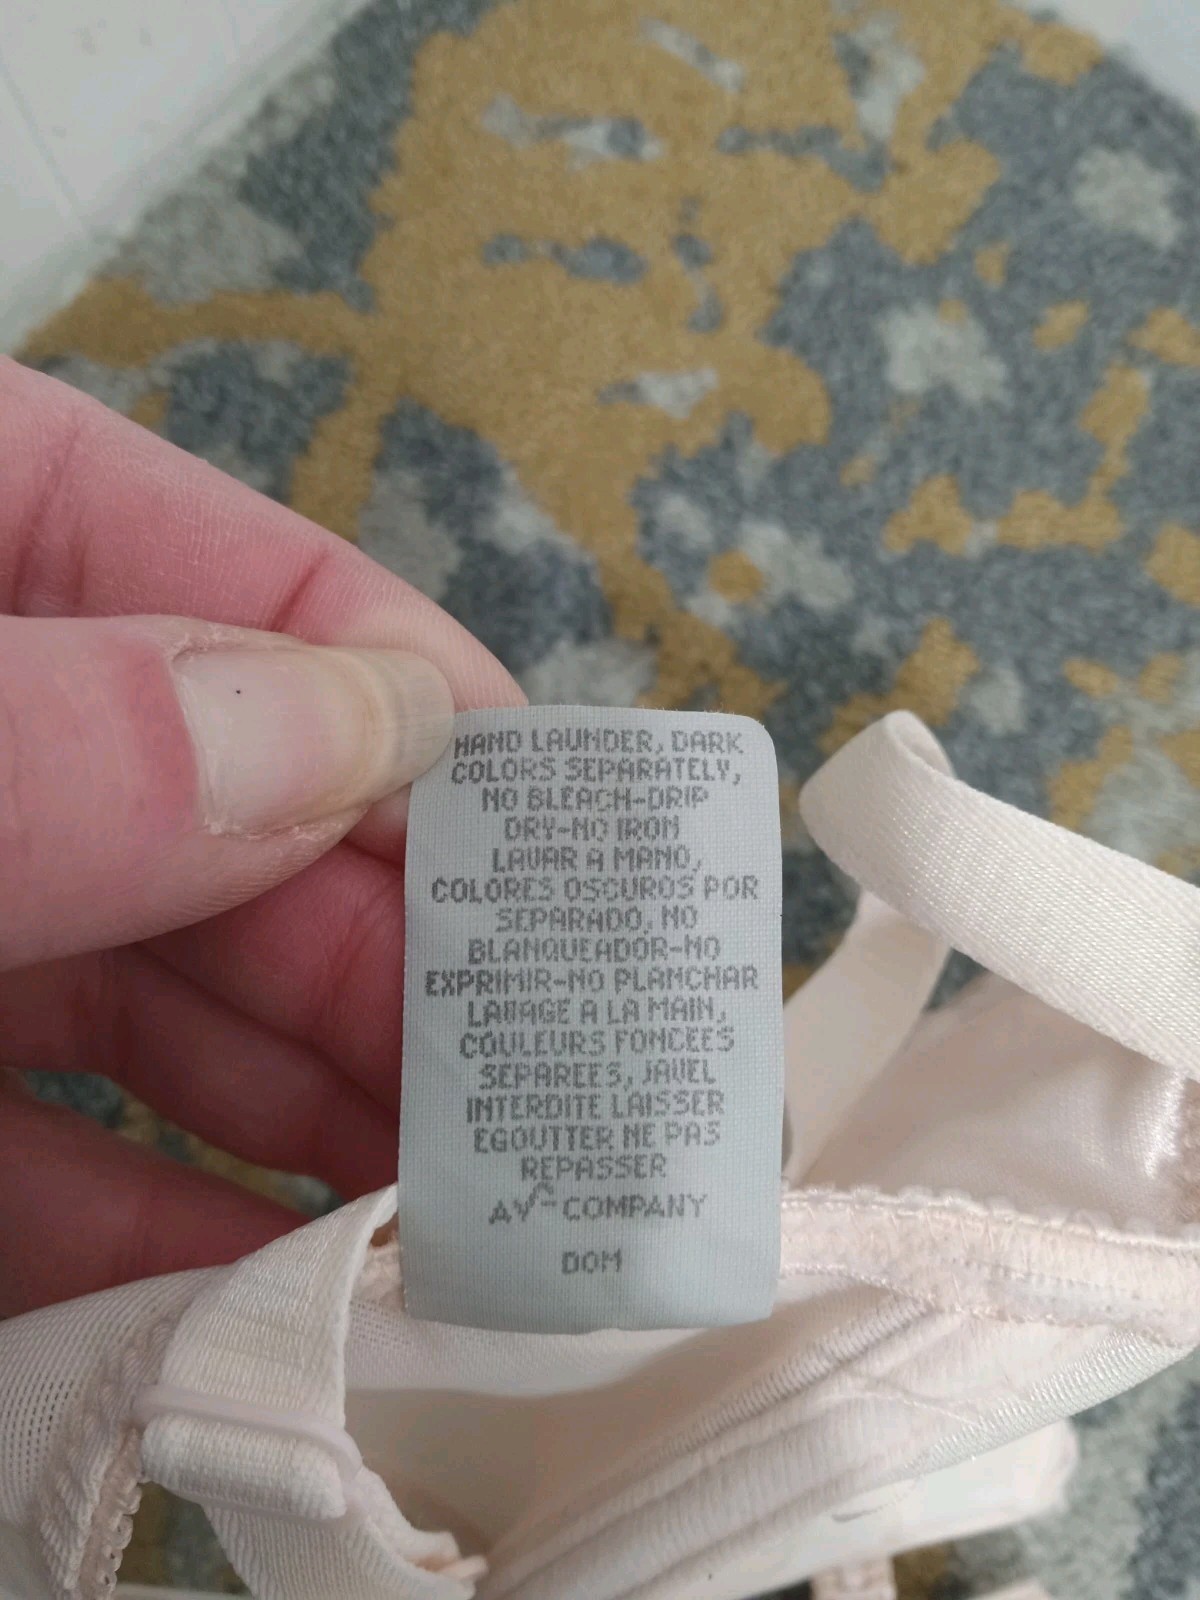 HAND LAUNDER, DARK
COLORS SEPARATELY,
NO BLEACH-DRIP
DRY-NO IRON
LAVAR A MANO,
COLORES OSCUROS POR
SEPARADO, NO
BLANQUEADOR-NO
EXPRIMIR-NO PLANCHAR
LAVAGE A LA MAIN,
COULEURS FONCEES
SEPAREES, JAVEL
INTERDITE LAISSER
EGOUTTER NE PAS
REPASSER
COMPANY
DOM